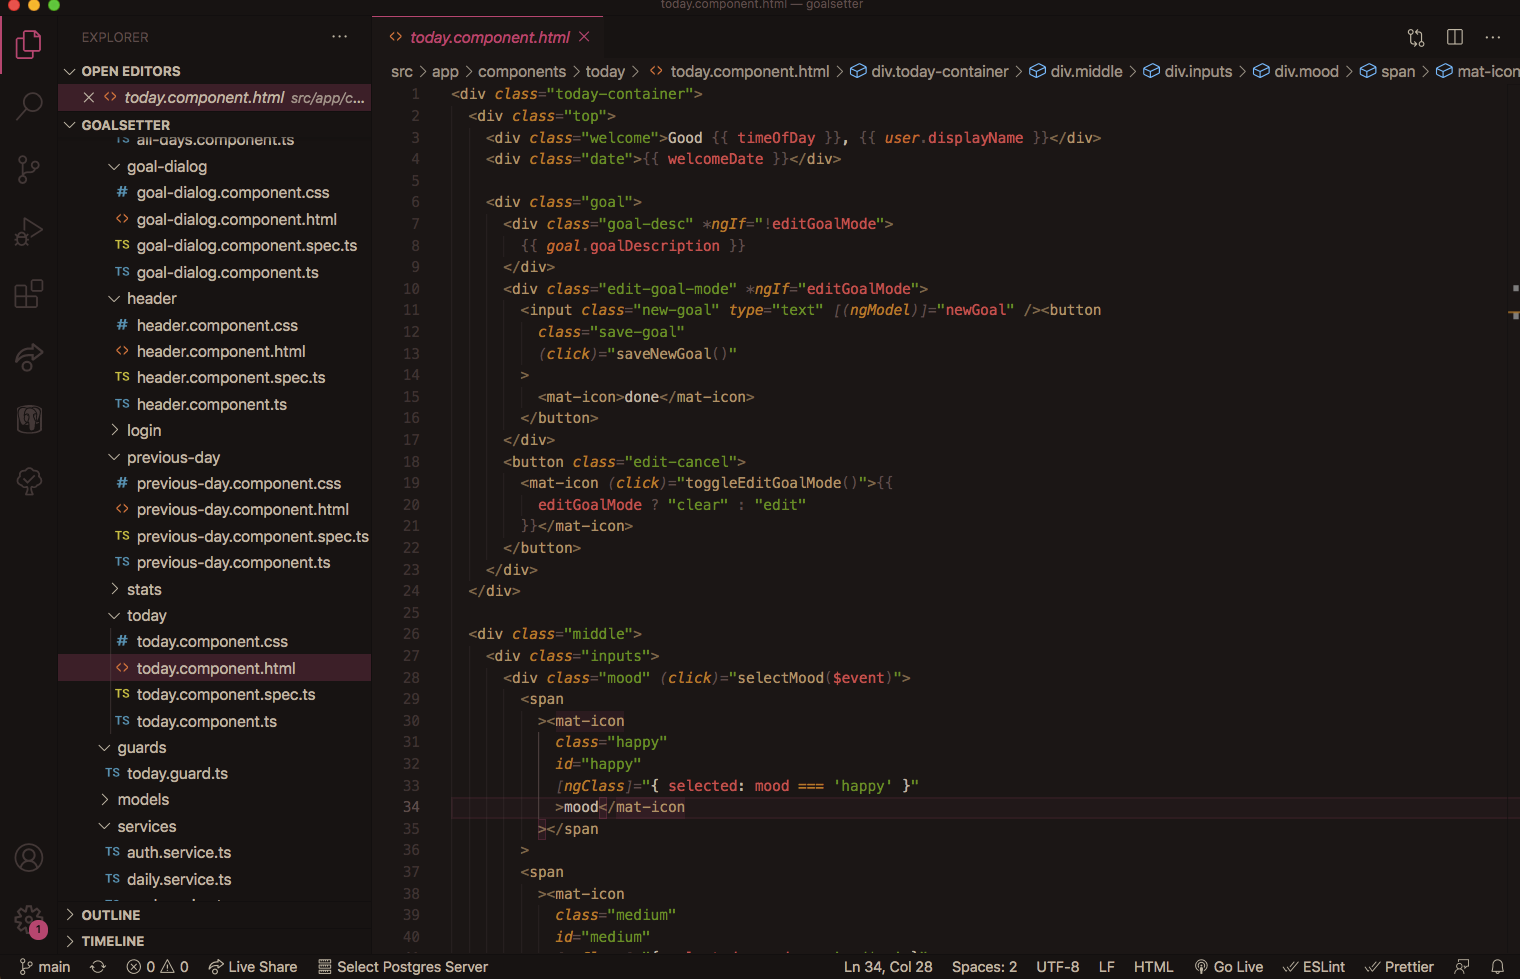 today.component.html — goalsetter
EXPLORER
OPEN EDITORS
today.component.html src/app/c...
GOALSETTER
TS all-days.component.ts
goal-dialog
# goal-dialog.component.css
<> goal-dialog.component.html
TS goal-dialog.component.spec.ts
TS goal-dialog.component.ts
header
# header.component.css
<> header.component.html
TS header.component.spec.ts
TS header.component.ts
login
previous-day
# previous-day.component.css
<> previous-day.component.html
TS previous-day.component.spec.ts
TS previous-day.component.ts
stats
today
# today.component.css
<> today.component.html
TS today.component.spec.ts
TS today.component.ts
guards
TS today.guard.ts
models
services
TS auth.service.ts
TS daily.service.ts
OUTLINE
TIMELINE
1
<> today.component.html
src > app > components > today > <> today.component.html > div.today-container > div.middle > div.inputs > div.mood > span > mat-icon
1 <div class="today-container">
2 <div class="top">
3 <div class="welcome">Good {{ timeOfDay }}, {{ user.displayName }}</div>
4 <div class="date">{{ welcomeDate }}</div>
5
6 <div class="goal">
7 <div class="goal-desc" *ngIf="!editGoalMode">
8 {{ goal.goalDescription }}
9 </div>
10 <div class="edit-goal-mode" *ngIf="editGoalMode">
11 <input class="new-goal" type="text" [(ngModel)]="newGoal" /><button
12 class="save-goal"
13 (click)="saveNewGoal()"
14 >
15 <mat-icon>done</mat-icon>
16 </button>
17 </div>
18 <button class="edit-cancel">
19 <mat-icon (click)="toggleEditGoalMode()">{{
20 editGoalMode ? "clear" : "edit"
21 }}</mat-icon>
22 </button>
23 </div>
24 </div>
25
26 <div class="middle">
27 <div class="inputs">
28 <div class="mood" (click)="selectMood($event)">
29 <span
30 ><mat-icon
31 class="happy"
32 id="happy"
33 [ngClass]="{ selected: mood === 'happy' }"
34 >mood</mat-icon
35 ></span
36 >
37 <span
38 ><mat-icon
39 class="medium"
40 id="medium"
main 0 0 Live Share Select Postgres Server Ln 34, Col 28 Spaces: 2 UTF-8 LF HTML Go Live ESLint Prettier